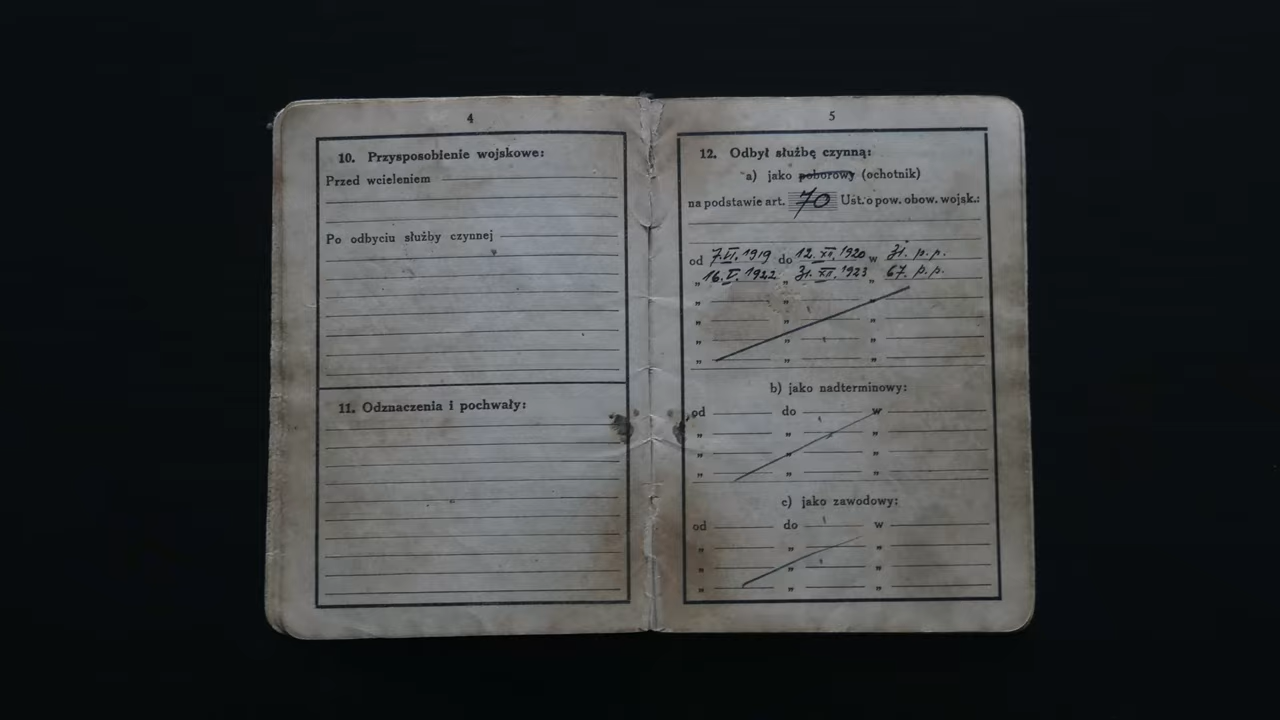 4
10. Przysposobienie wojskowe:
Przed wcieleniem
Po odbyciu służby czynnej
11. Odznaczenia i pochwały:
5
12. Odbył służbę czynną:
a) jako poborowy (ochotnik)
na podstawie art. 70 Ust. o pow. obow. wojsk.:
od 7.VI.1919 do 12.XII.1920 w 31. p.p.
„ 16.V.1922 „ 31.XII.1923 „ 67. p.p.
„ „ „
„ „ „
„ „ „
„ „ „
b) jako nadterminowy:
od do w
„ „ „
„ „ „
„ „ „
c) jako zawodowy:
od do w
„ „ „
„ „ „
„ „ „